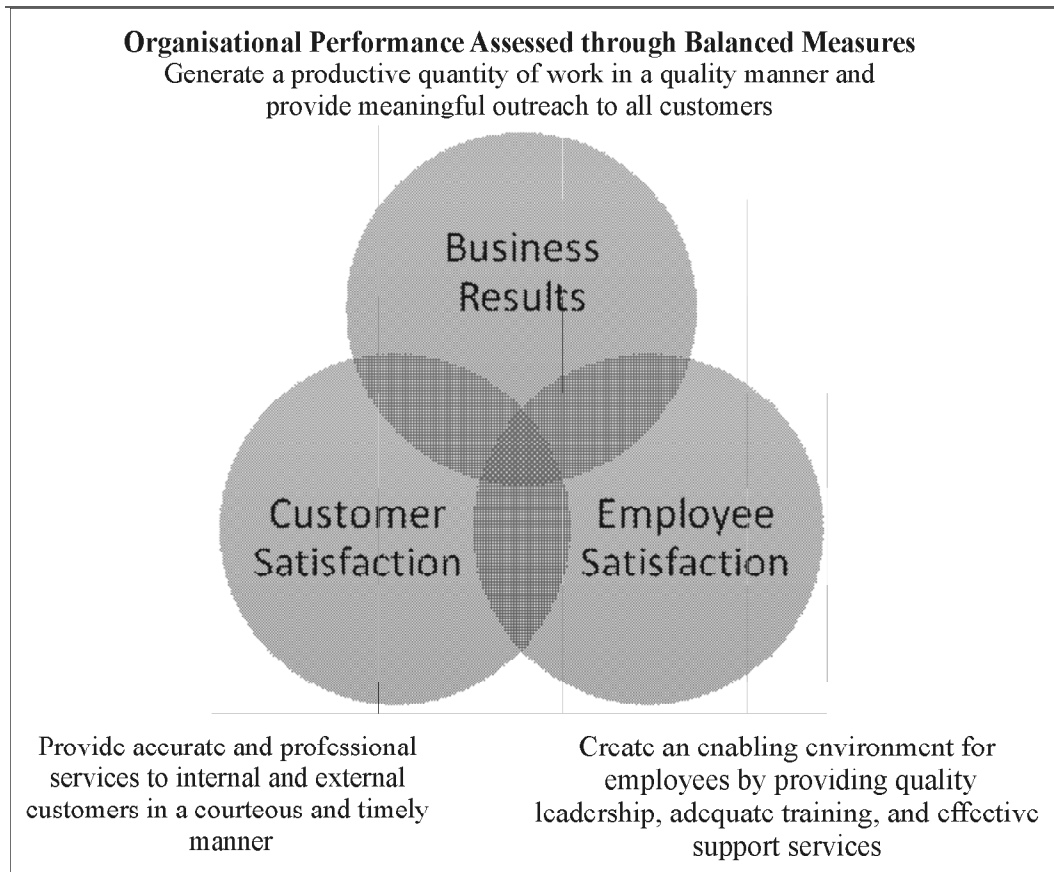 Organisational Performance Assessed through Balanced Measures
Generate a productive quantity of work in a quality manner and
provide meaningful outreach to all customers
Business
Results
Customer
Satisfaction
Employee
Satisfaction
Provide accurate and professional
services to internal and external
customers in a courteous and timely
manner
Create an enabling environment for
employees by providing quality
leadership, adequate training, and effective
support services